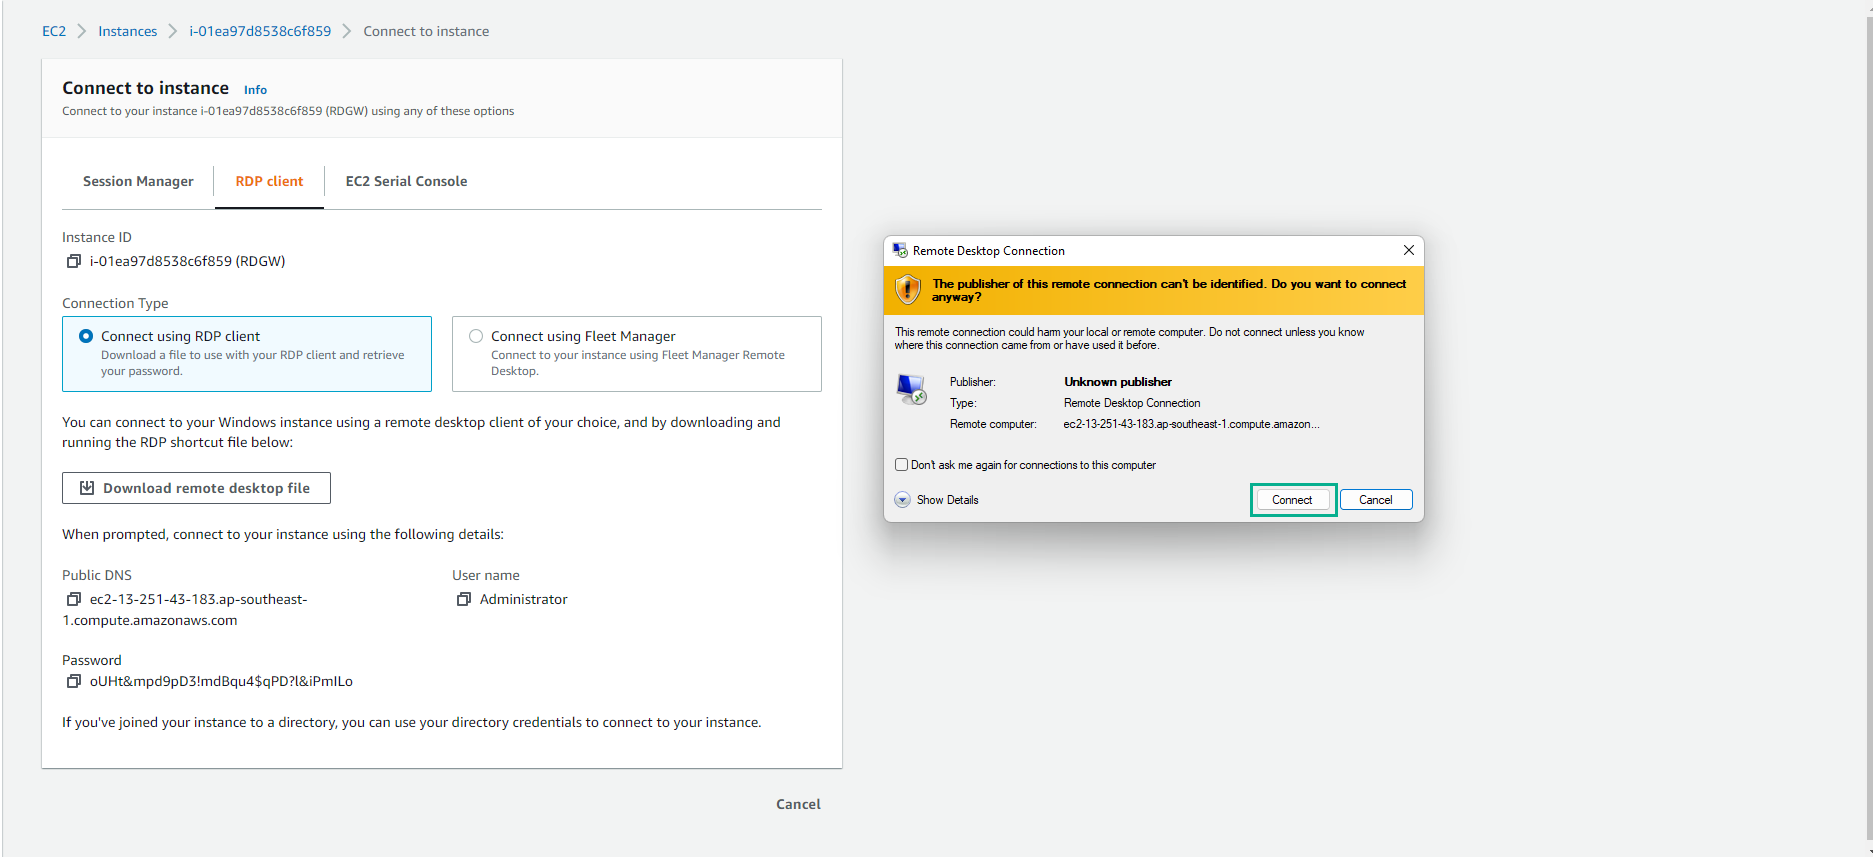 EC2 Instances i-01ea97d8538c6f859 Connect to instance
Connect to instance Info
Connect to your instance i-01ea97d8538c6f859 (RDGW) using any of these options
Session Manager RDP client EC2 Serial Console
Instance ID
i-01ea97d8538c6f859 (RDGW)
Connection Type
Connect using RDP client
Download a file to use with your RDP client and retrieve
your password.
Connect using Fleet Manager
Connect to your instance using Fleet Manager Remote
Desktop.
You can connect to your Windows instance using a remote desktop client of your choice, and by downloading and
running the RDP shortcut file below:
Download remote desktop file
When prompted, connect to your instance using the following details:
Public DNS
ec2-13-251-43-183.ap-southeast-
1.compute.amazonaws.com
User name
Administrator
Password
oUHt&mpd9pD3!mdBqu4$qPD?l&iPmILo
If you've joined your instance to a directory, you can use your directory credentials to connect to your instance.
Cancel
Remote Desktop Connection
The publisher of this remote connection can't be identified. Do you want to connect
anyway?
This remote connection could harm your local or remote computer. Do not connect unless you know
where this connection came from or have used it before.
Publisher: Unknown publisher
Type: Remote Desktop Connection
Remote computer: ec2-13-251-43-183.ap-southeast-1.compute.amazon...
Don't ask me again for connections to this computer
Show Details
Connect Cancel